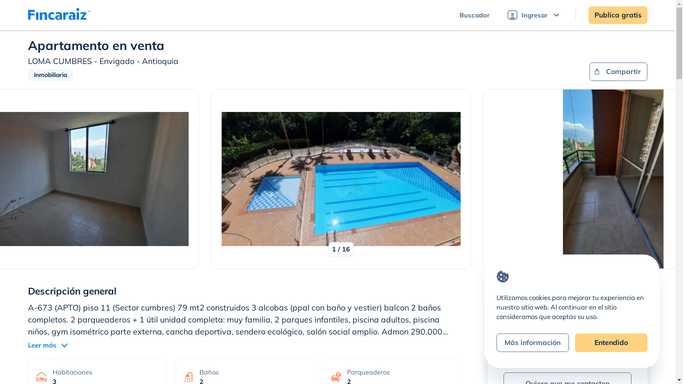 Fincaraiz
Buscador
Ingresar
Publica gratis
Apartamento en venta
LOMA CUMBRES - Envigado - Antioquia
Inmobiliaria
Compartir
1 / 16
Descripción general
A-673 (APTO) piso 11 (Sector cumbres) 79 mt2 construidos 3 alcobas (ppal con baño y vestier) balcon 2 baños
completos. 2 parqueaderos + 1 útil unidad completa: muy familia, 2 parques infantiles, piscina adultos, piscina
niños, gym isométrico parte externa, cancha deportiva, sendero ecológico, salón social amplio. Admon 290.000...
Leer más
Habitaciones
3
Baños
2
Parqueaderos
2
Utilizamos cookies para mejorar tu experiencia en
nuestro sitio web. Al continuar en el sitio
consideramos que aceptas su uso.
Más información
Entendido
Quiero que me contacten